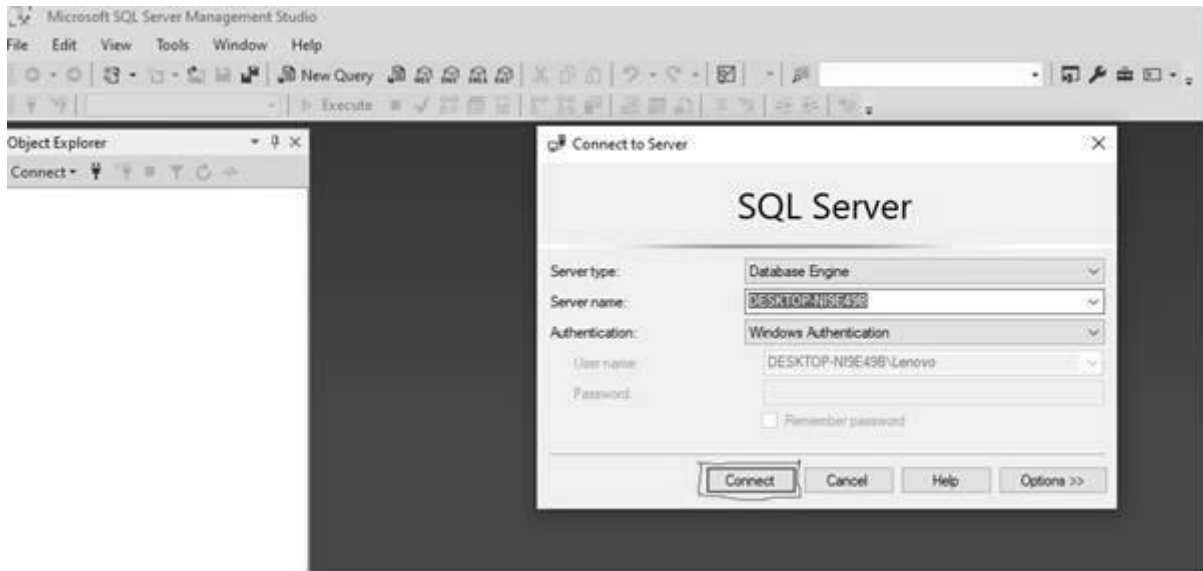 Microsoft SQL Server Management Studio
File Edit View Tools Window Help
New Query
Execute
Object Explorer
Connect
Connect to Server
SQL Server
Server type: Database Engine
Server name: DESKTOP-NI9E49B
Authentication: Windows Authentication
User name: DESKTOP-NI9E49B\Lenovo
Password:
Remember password
Connect Cancel Help Options >>